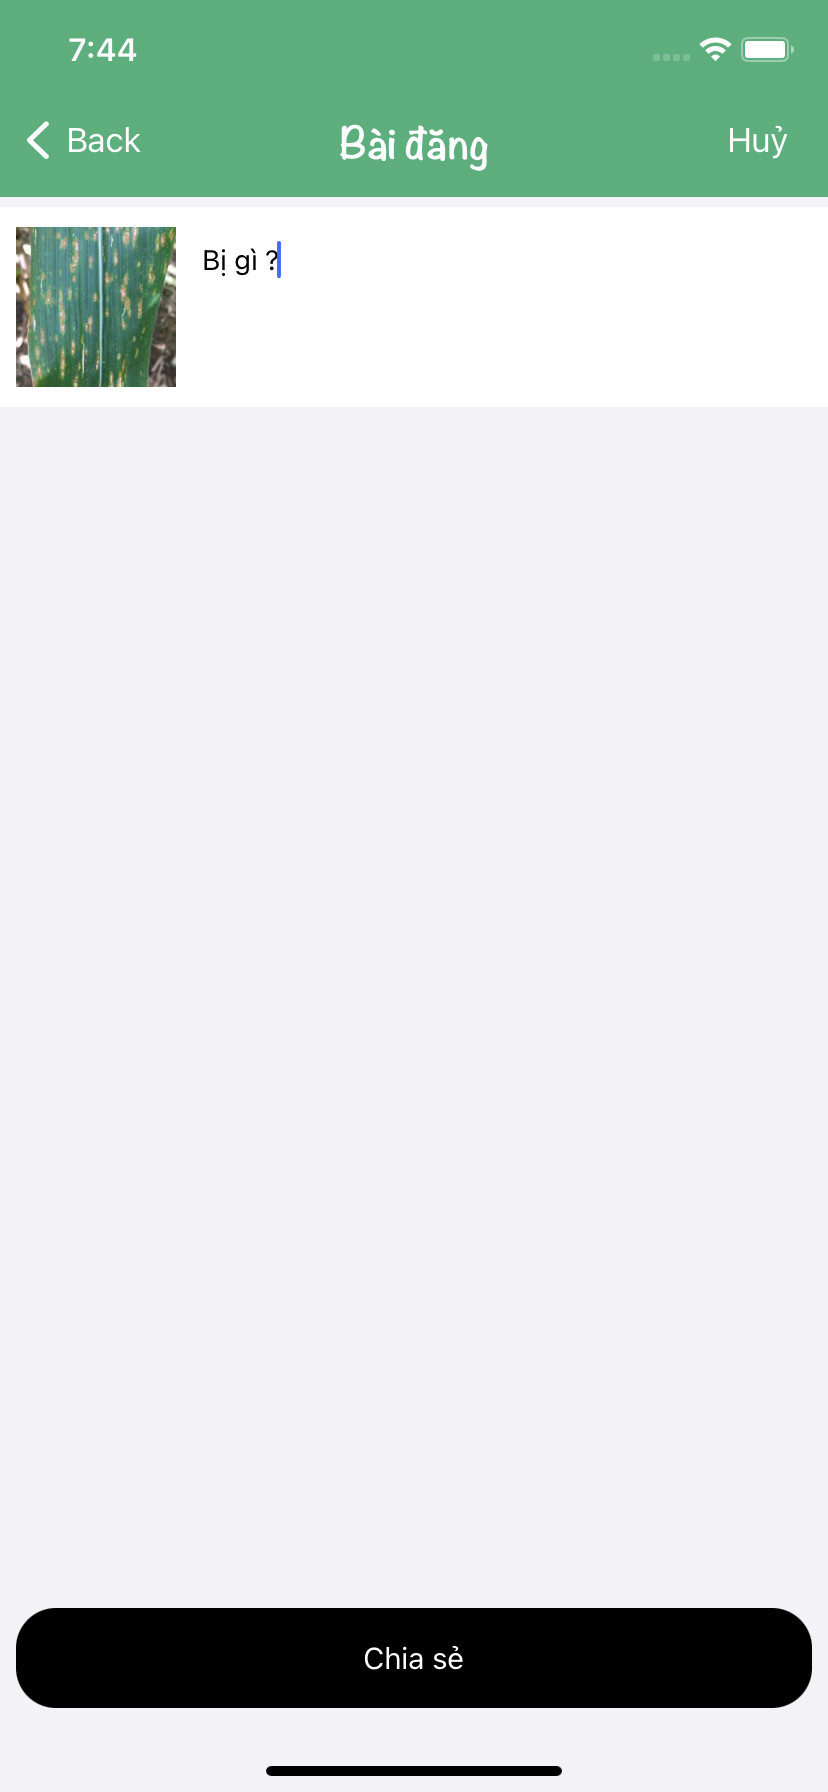 7:44
Back
Bài đăng
Huỷ
Bị gì ?
Chia sẻ